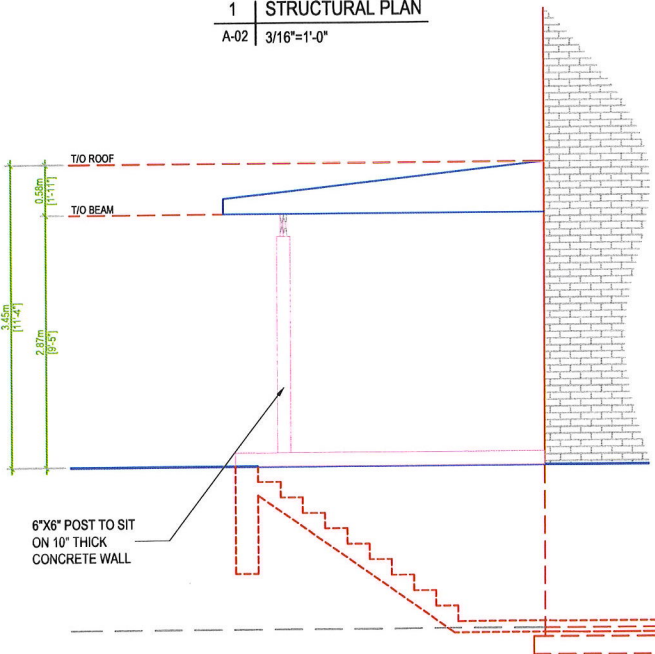 1 STRUCTURAL PLAN
A-02 3/16"=1'-0"
T/O ROOF
0.58m
[1'-11"]
T/O BEAM
3.45m
[11'-4"]
2.87m
[9'-5"]
6"X6" POST TO SIT
ON 10" THICK
CONCRETE WALL